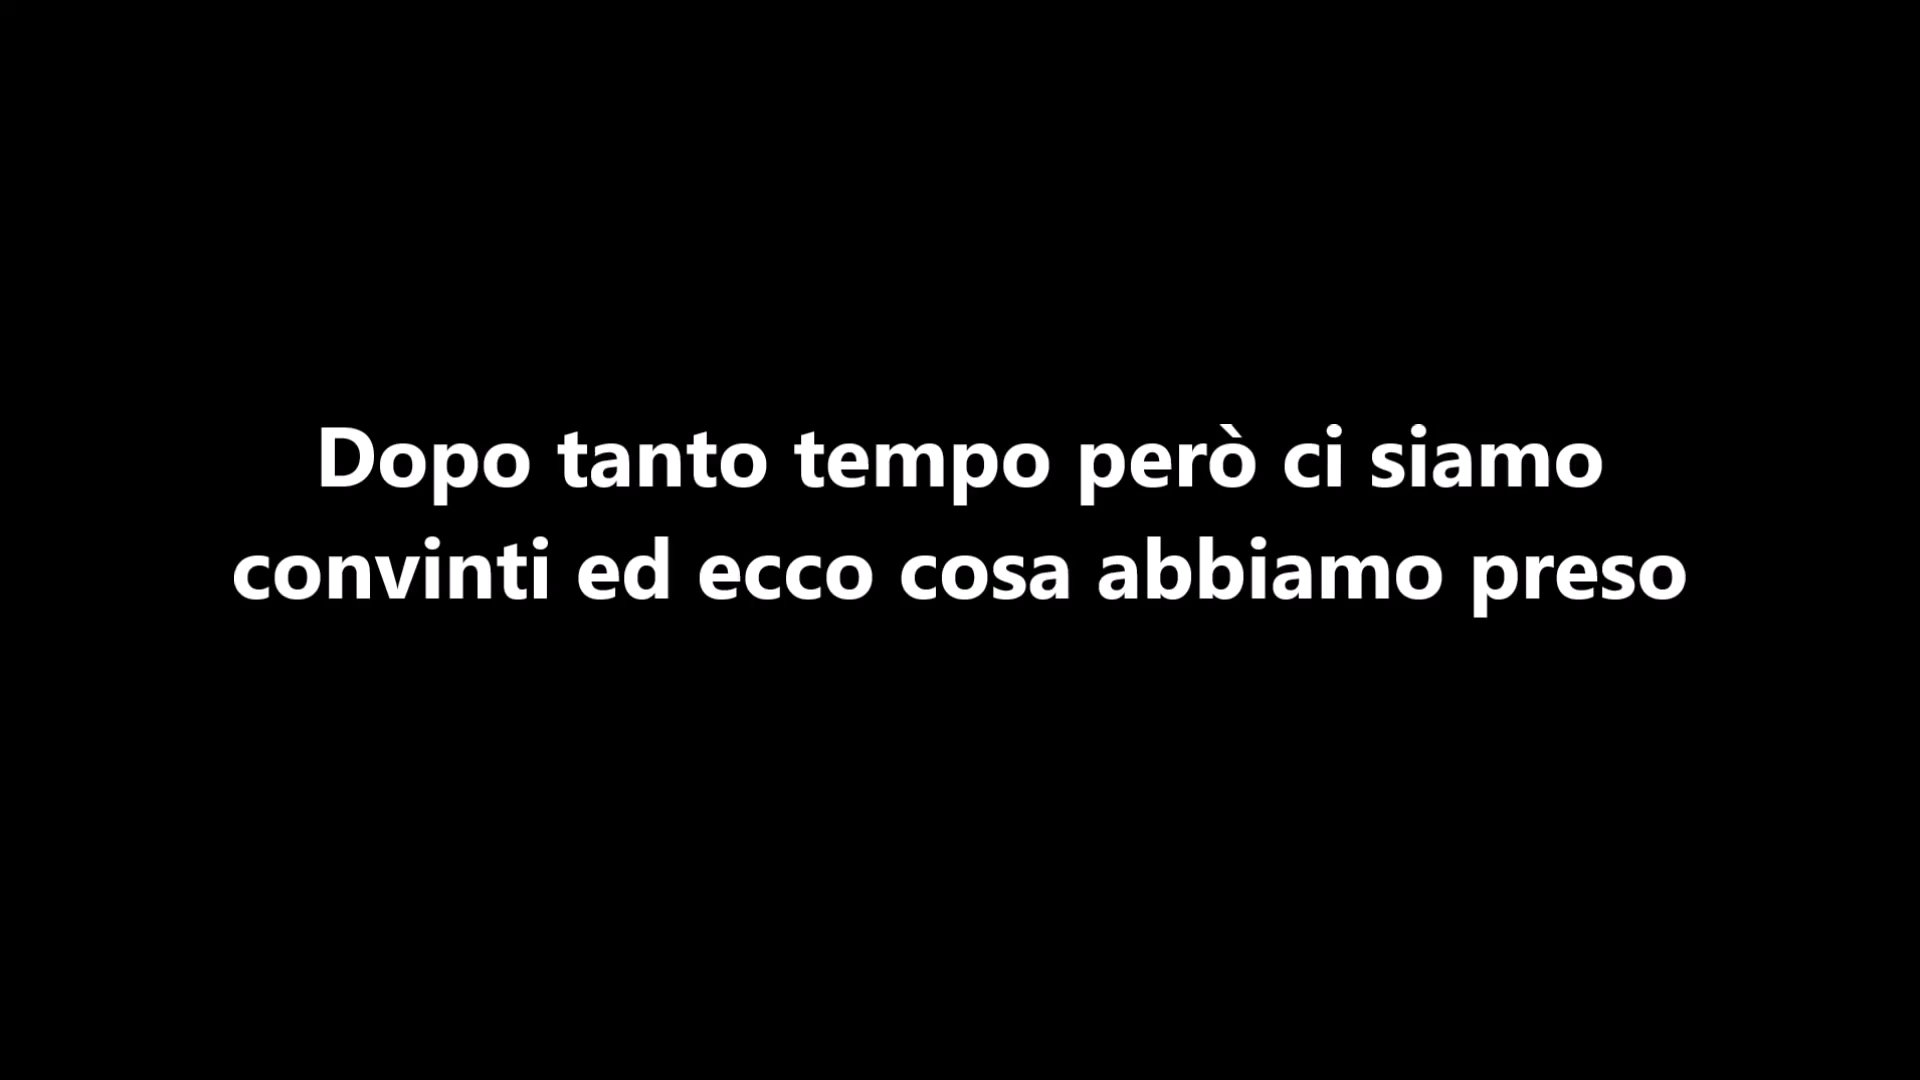 Dopo tanto tempo però ci siamo
convinti ed ecco cosa abbiamo preso